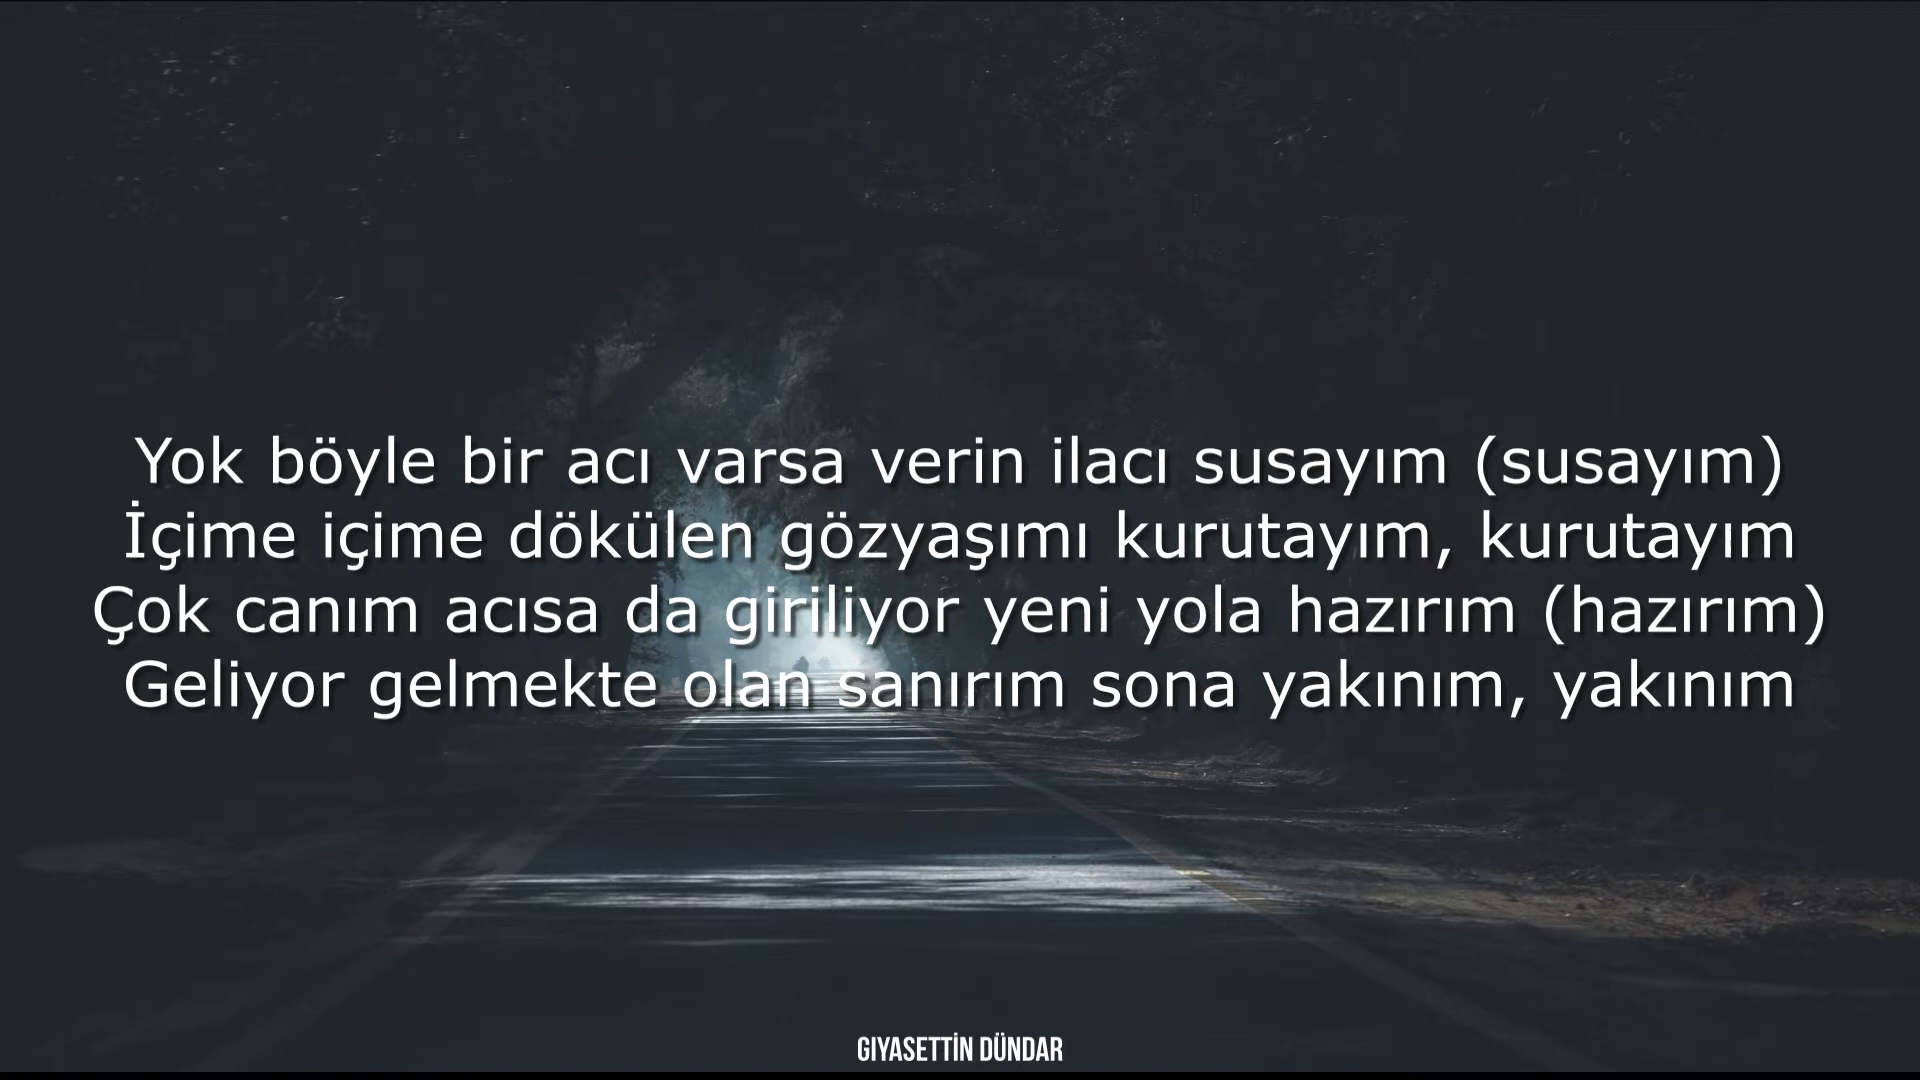 Yok böyle bir acı varsa verin ilacı susayım (susayım)
İçime içime dökülen gözyaşımı kurutayım, kurutayım
Çok canım acısa da giriliyor yeni yola hazırım (hazırım)
Geliyor gelmekte olan sanırım sona yakınım, yakınım
GIYASETTİN DÜNDAR